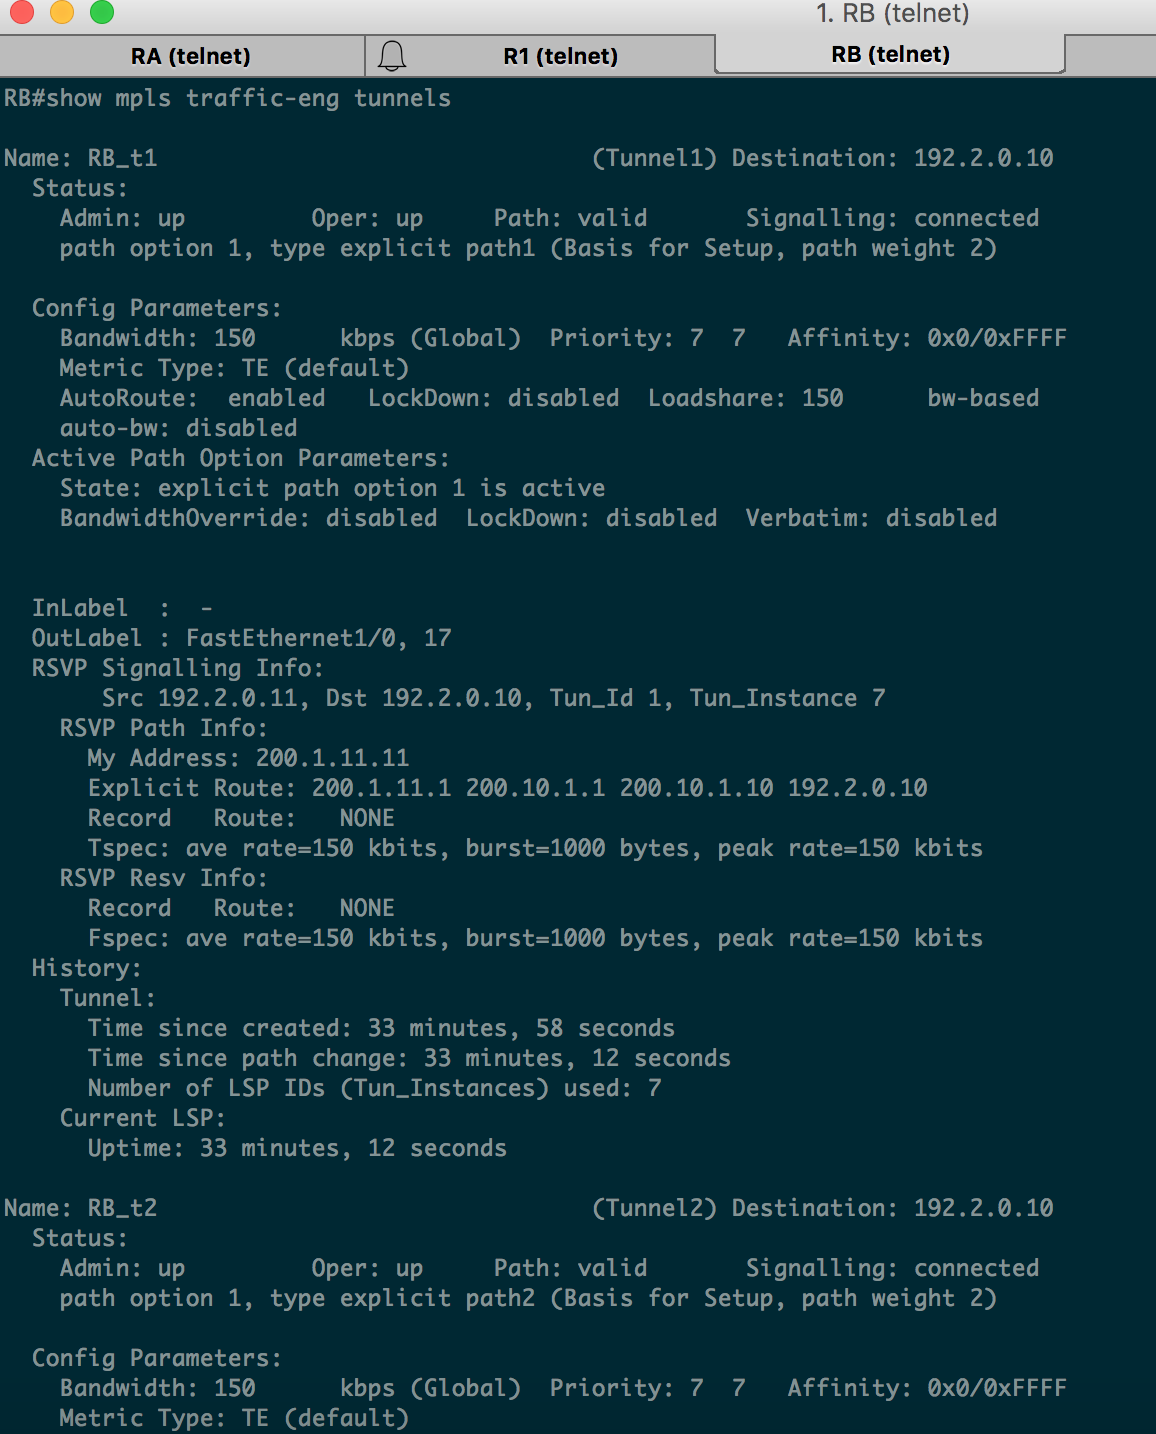 1. RB (telnet)
RA (telnet) R1 (telnet) RB (telnet)
RB#show mpls traffic-eng tunnels
Name: RB_t1 (Tunnel1) Destination: 192.2.0.10
Status:
Admin: up Oper: up Path: valid Signalling: connected
path option 1, type explicit path1 (Basis for Setup, path weight 2)
Config Parameters:
Bandwidth: 150 kbps (Global) Priority: 7 7 Affinity: 0x0/0xFFFF
Metric Type: TE (default)
AutoRoute: enabled LockDown: disabled Loadshare: 150 bw-based
auto-bw: disabled
Active Path Option Parameters:
State: explicit path option 1 is active
BandwidthOverride: disabled LockDown: disabled Verbatim: disabled
InLabel : -
OutLabel : FastEthernet1/0, 17
RSVP Signalling Info:
Src 192.2.0.11, Dst 192.2.0.10, Tun_Id 1, Tun_Instance 7
RSVP Path Info:
My Address: 200.1.11.11
Explicit Route: 200.1.11.1 200.10.1.1 200.10.1.10 192.2.0.10
Record Route: NONE
Tspec: ave rate=150 kbits, burst=1000 bytes, peak rate=150 kbits
RSVP Resv Info:
Record Route: NONE
Fspec: ave rate=150 kbits, burst=1000 bytes, peak rate=150 kbits
History:
Tunnel:
Time since created: 33 minutes, 58 seconds
Time since path change: 33 minutes, 12 seconds
Number of LSP IDs (Tun_Instances) used: 7
Current LSP:
Uptime: 33 minutes, 12 seconds
Name: RB_t2 (Tunnel2) Destination: 192.2.0.10
Status:
Admin: up Oper: up Path: valid Signalling: connected
path option 1, type explicit path2 (Basis for Setup, path weight 2)
Config Parameters:
Bandwidth: 150 kbps (Global) Priority: 7 7 Affinity: 0x0/0xFFFF
Metric Type: TE (default)